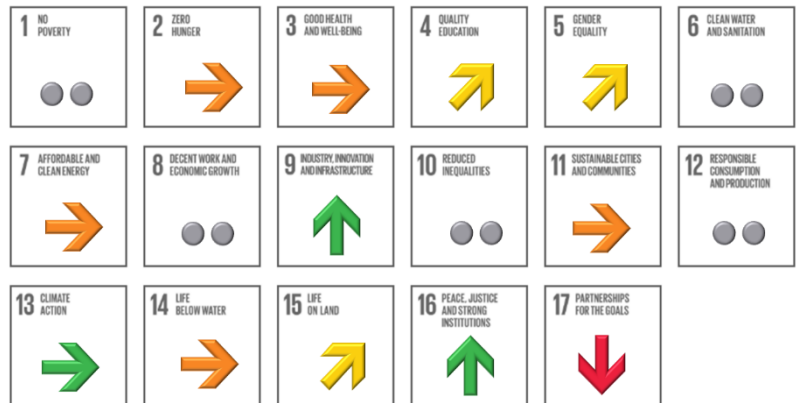 1 NO
POVERTY
2 ZERO
HUNGER
3 GOOD HEALTH
AND WELL-BEING
4 QUALITY
EDUCATION
5 GENDER
EQUALITY
6 CLEAN WATER
AND SANITATION
7 AFFORDABLE AND
CLEAN ENERGY
8 DECENT WORK AND
ECONOMIC GROWTH
9 INDUSTRY, INNOVATION
AND INFRASTRUCTURE
10 REDUCED
INEQUALITIES
11 SUSTAINABLE CITIES
AND COMMUNITIES
12 RESPONSIBLE
CONSUMPTION
AND PRODUCTION
13 CLIMATE
ACTION
14 LIFE
BELOW WATER
15 LIFE
ON LAND
16 PEACE, JUSTICE
AND STRONG
INSTITUTIONS
17 PARTNERSHIPS
FOR THE GOALS